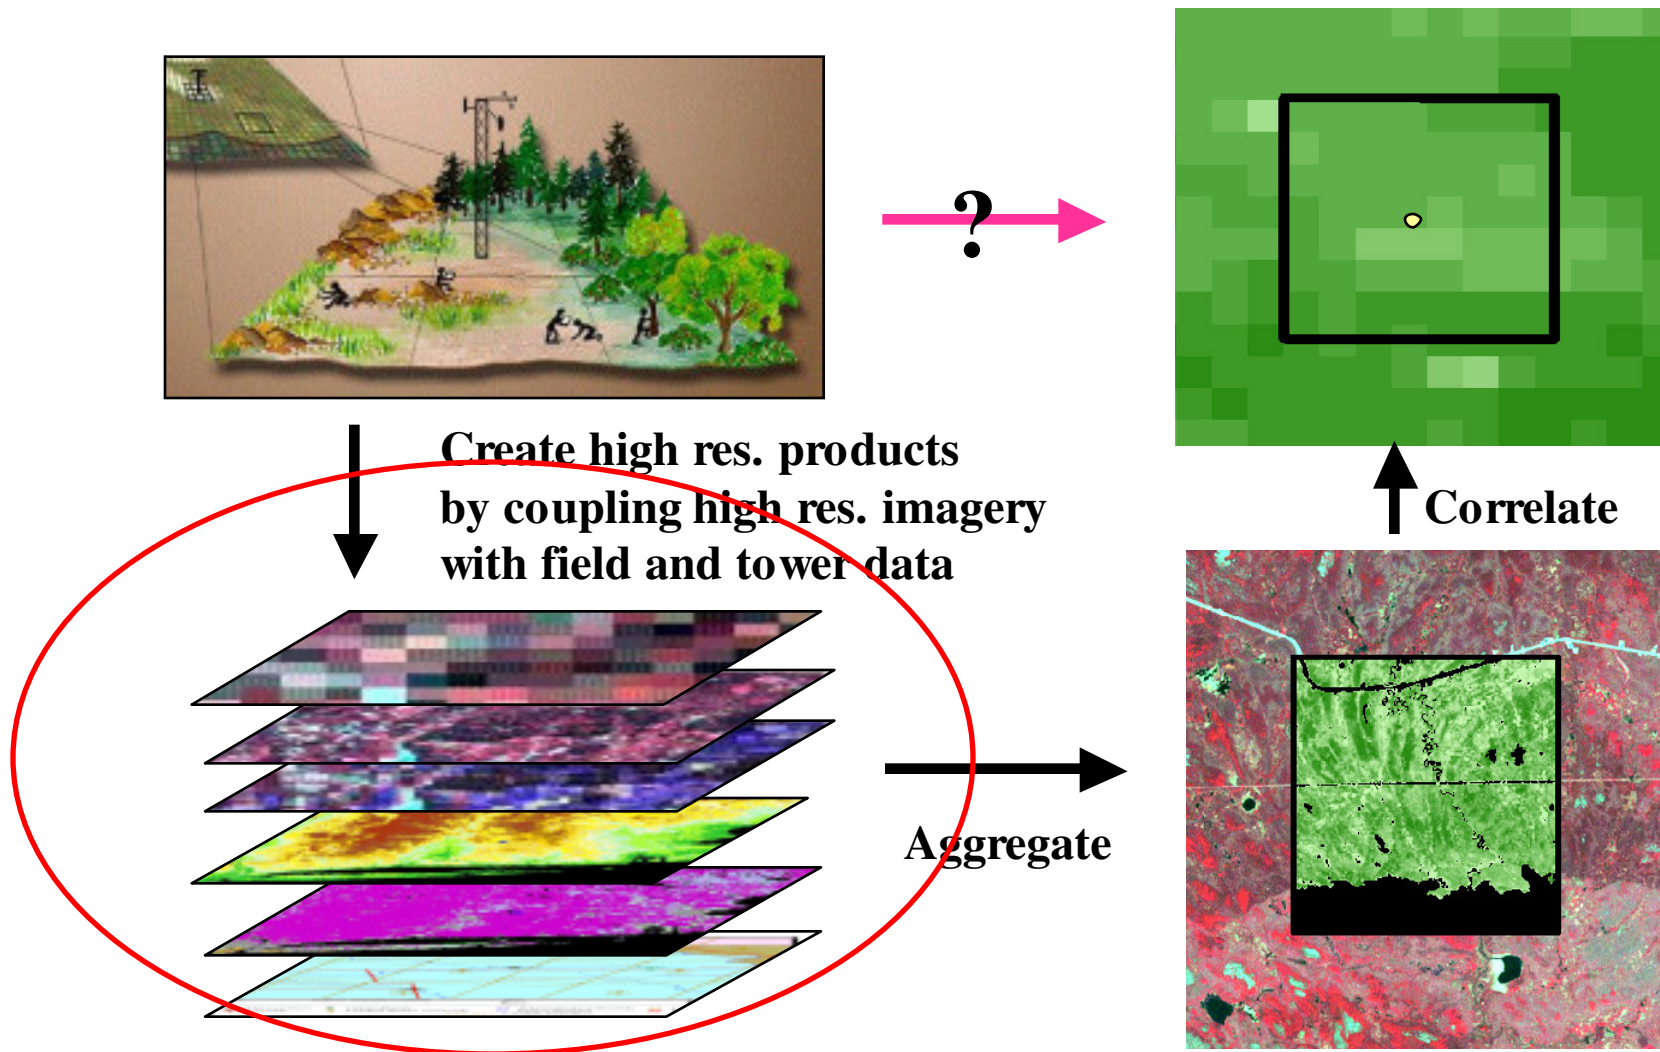 ?
Create high res. products
by coupling high res. imagery
with field and tower data
Correlate
Aggregate